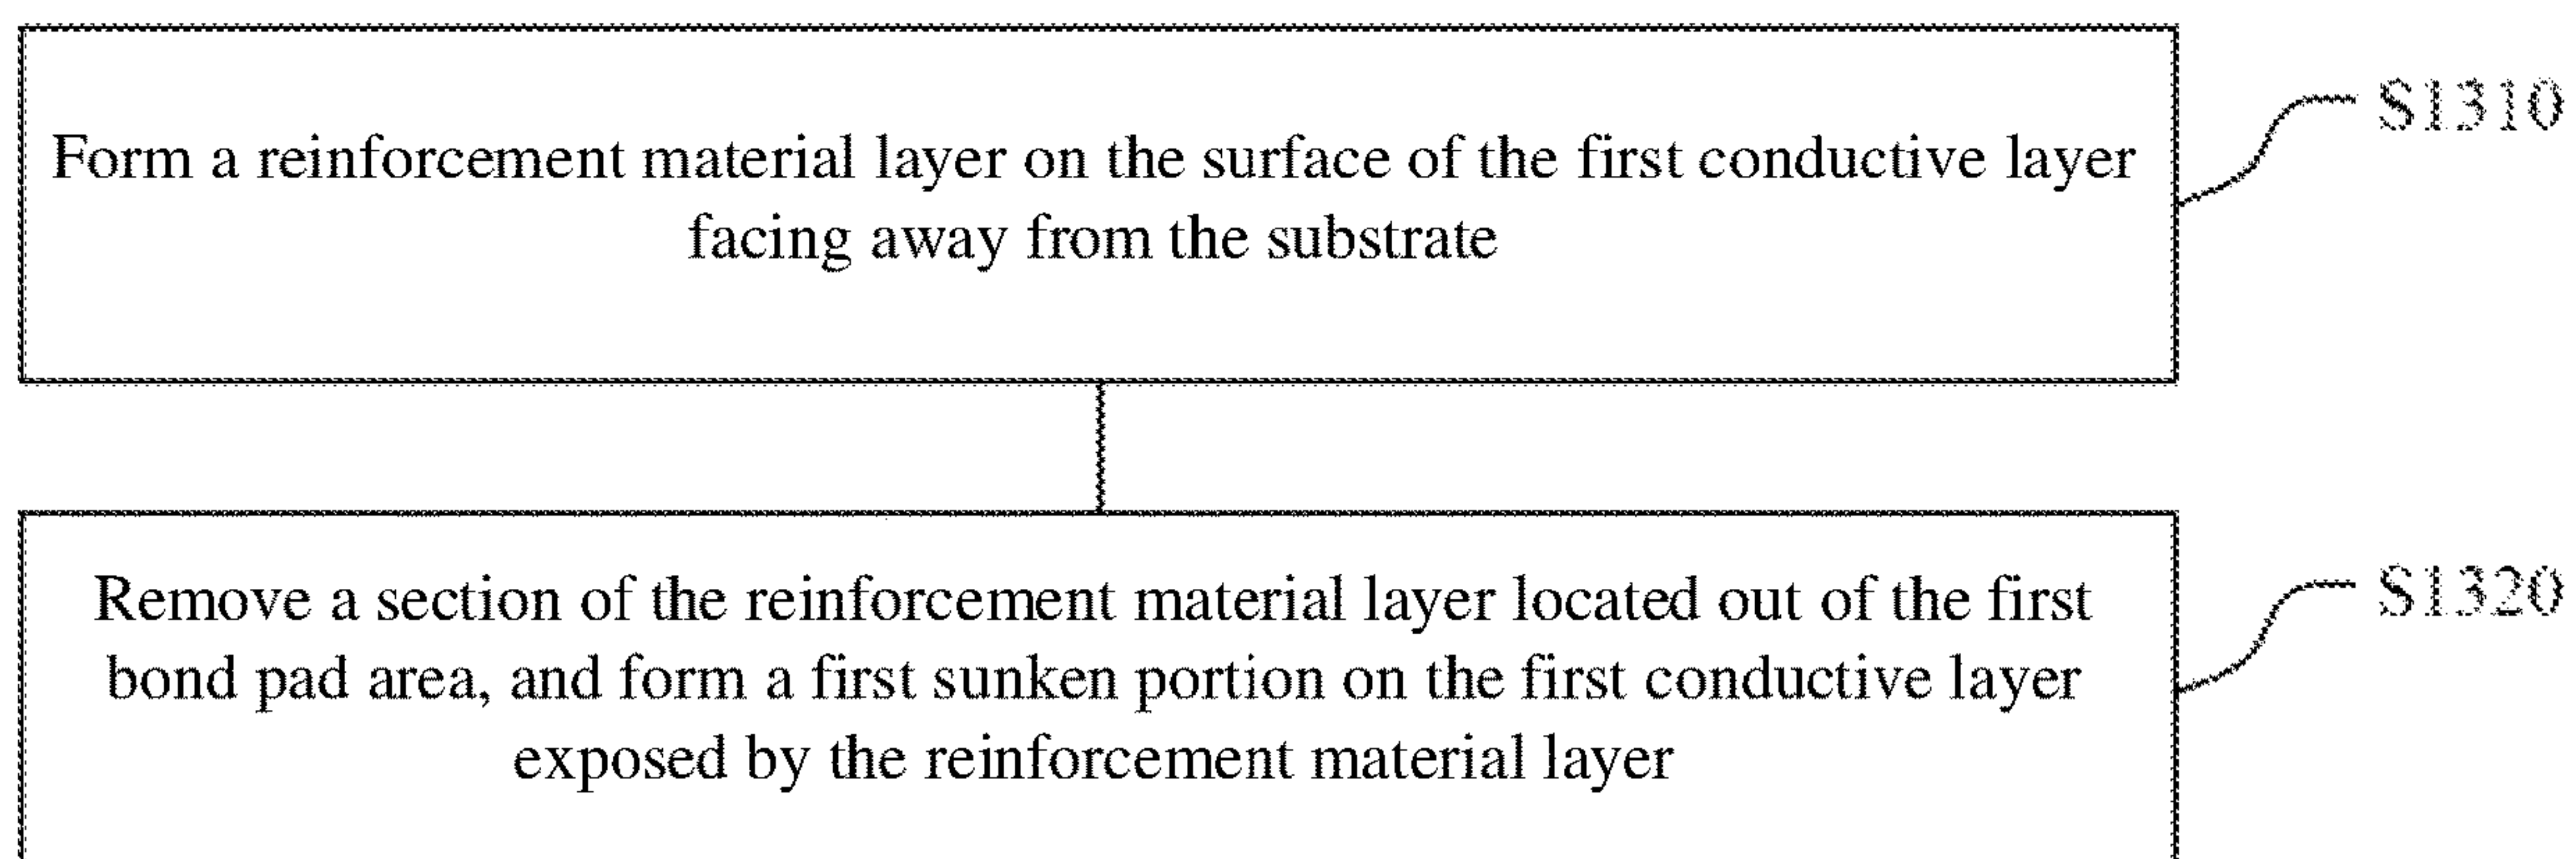 Form a reinforcement material layer on the surface of the first conductive layer
facing away from the substrate
S1310
Remove a section of the reinforcement material layer located out of the first
bond pad area, and form a first sunken portion on the first conductive layer
exposed by the reinforcement material layer
S1320